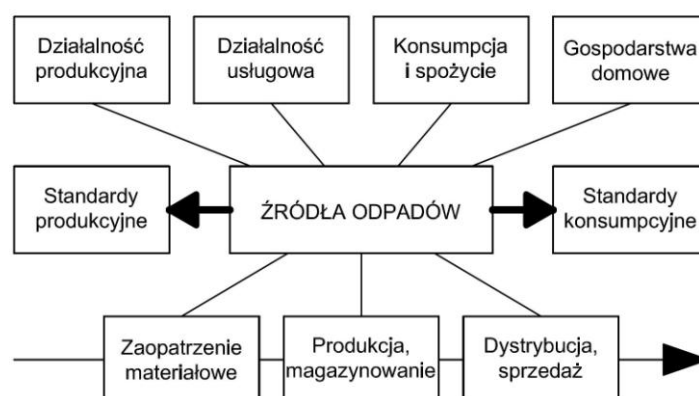 Działalność
produkcyjna
Działalność
usługowa
Konsumpcja
i spożycie
Gospodarstwa
domowe
Standardy
produkcyjne
ŹRÓDŁA ODPADÓW
Standardy
konsumpcyjne
Zaopatrzenie
materiałowe
Produkcja,
magazynowanie
Dystrybucja,
sprzedaż